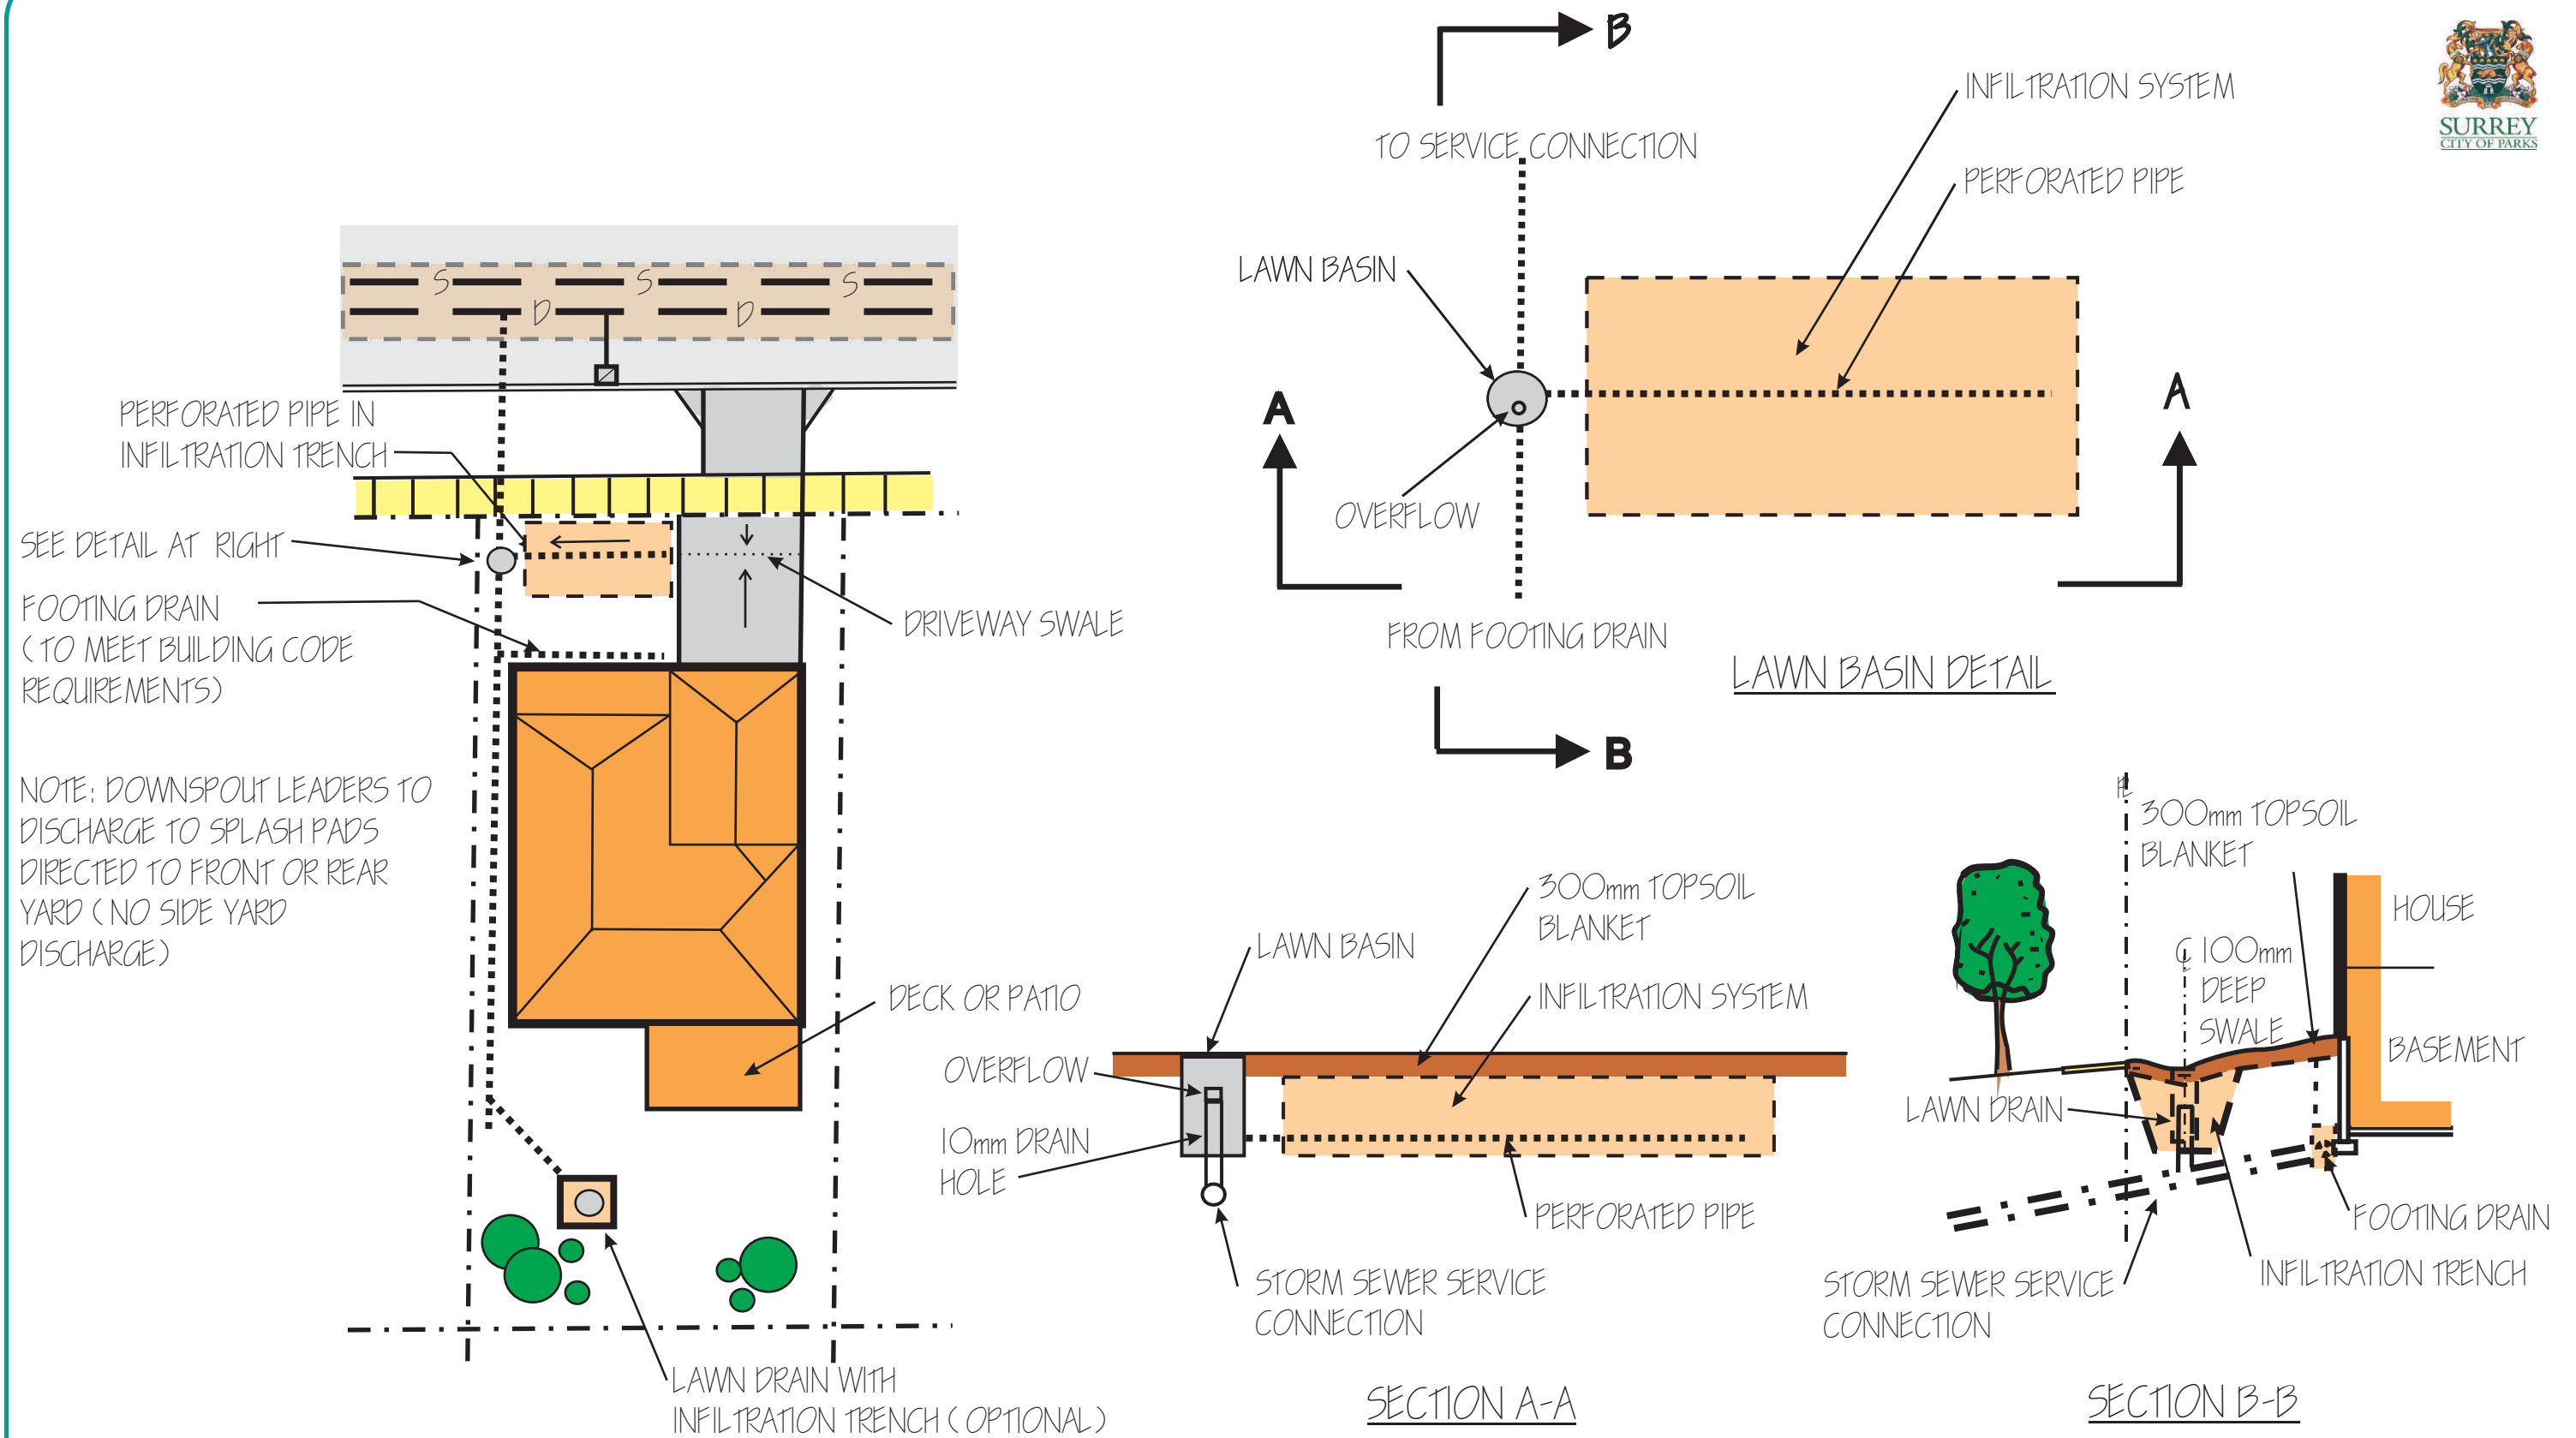 SURREY
CITY OF PARKS
S
S
S
D
D
PERFORATED PIPE IN
INFILTRATION TRENCH
SEE DETAIL AT RIGHT
FOOTING DRAIN
(TO MEET BUILDING CODE
REQUIREMENTS)
NOTE: DOWNSPOUT LEADERS TO
DISCHARGE TO SPLASH PADS
DIRECTED TO FRONT OR REAR
YARD (NO SIDE YARD
DISCHARGE)
DRIVEWAY SWALE
DECK OR PATIO
LAWN DRAIN WITH
INFILTRATION TRENCH (OPTIONAL)
B
TO SERVICE CONNECTION
INFILTRATION SYSTEM
PERFORATED PIPE
LAWN BASIN
A
A
OVERFLOW
FROM FOOTING DRAIN
LAWN BASIN DETAIL
B
300mm TOPSOIL
BLANKET
LAWN BASIN
INFILTRATION SYSTEM
OVERFLOW
10mm DRAIN
HOLE
PERFORATED PIPE
STORM SEWER SERVICE
CONNECTION
SECTION A-A
PL
300mm TOPSOIL
BLANKET
HOUSE
CL 100mm
DEEP
SWALE
BASEMENT
LAWN DRAIN
FOOTING DRAIN
INFILTRATION TRENCH
STORM SEWER SERVICE
CONNECTION
SECTION B-B